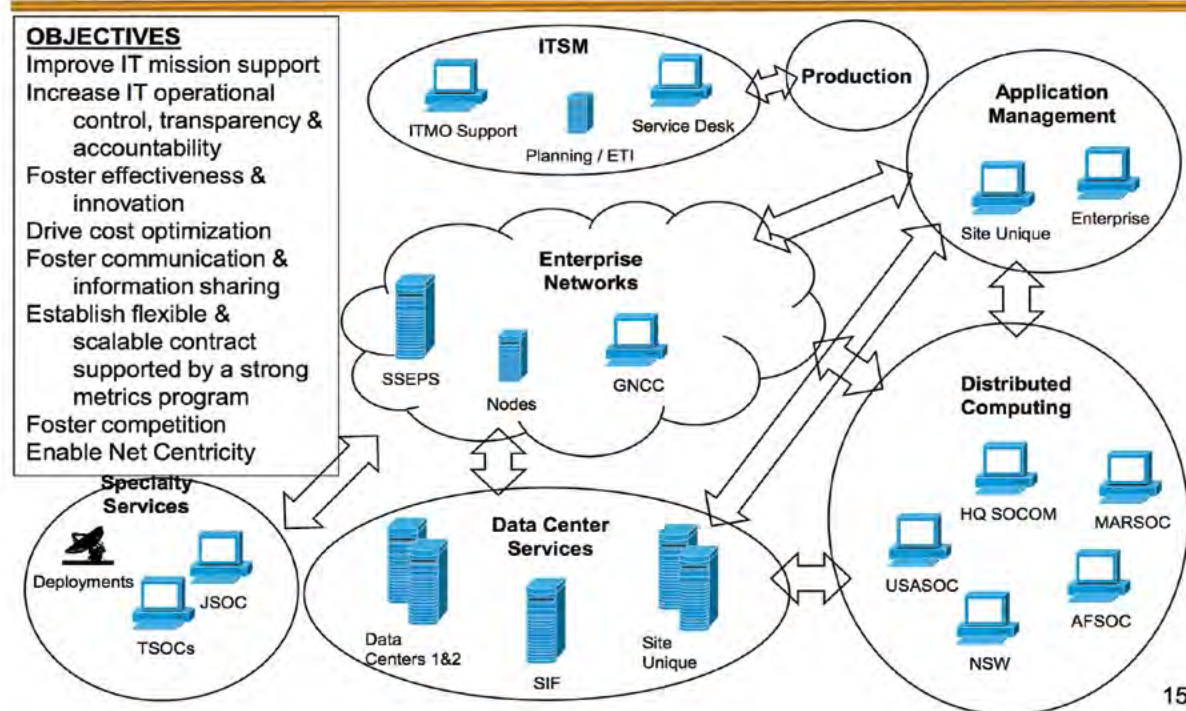 OBJECTIVES
Improve IT mission support
Increase IT operational
control, transparency &
accountability
Foster effectiveness &
innovation
Drive cost optimization
Foster communication &
information sharing
Establish flexible &
scalable contract
supported by a strong
metrics program
Foster competition
Enable Net Centricity
ITSM
ITMO Support
Planning / ETI
Service Desk
Production
Application
Management
Site Unique
Enterprise
Enterprise
Networks
SSEPS
Nodes
GNCC
Distributed
Computing
HQ SOCOM
MARSOC
USASOC
AFSOC
NSW
Specialty
Services
Deployments
JSOC
TSOCs
Data Center
Services
Data
Centers 1&2
SIF
Site
Unique
15